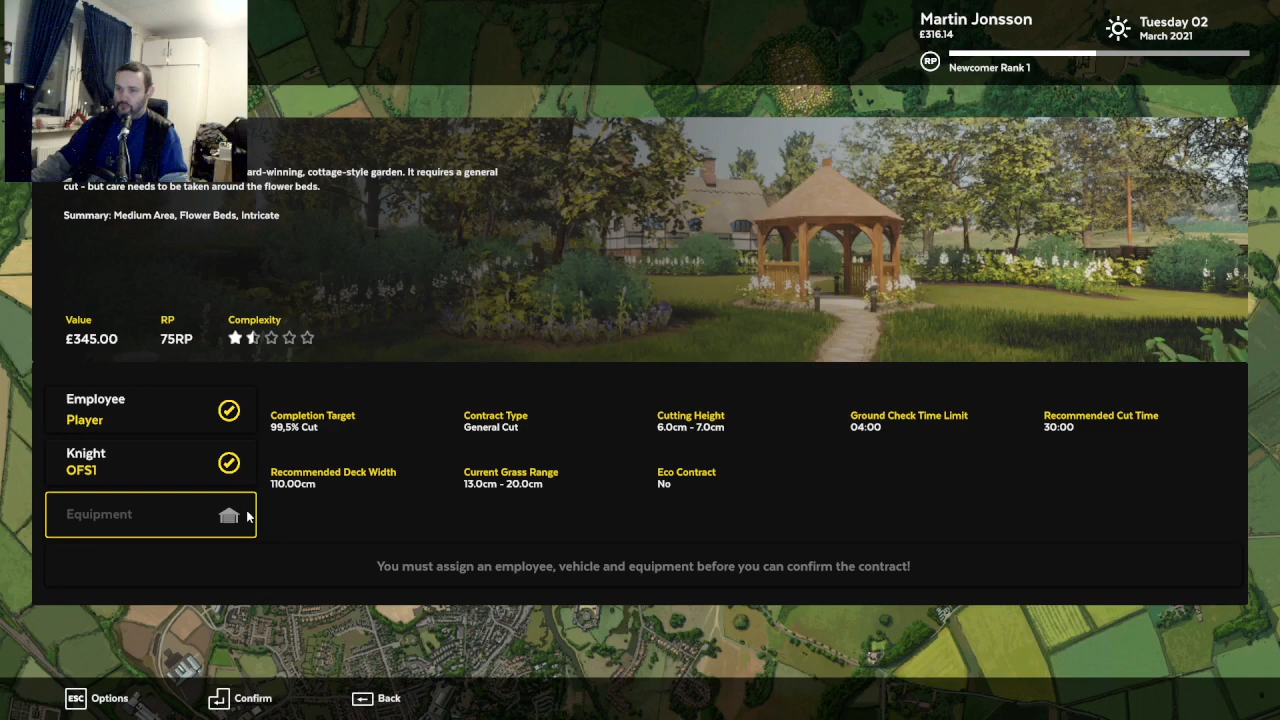 Martin Jonsson
£316.14
Tuesday 02
March 2021
RP
Newcomer Rank 1
ard-winning, cottage-style garden. It requires a general
cut - but care needs to be taken around the flower beds.
Summary: Medium Area, Flower Beds, Intricate
Value
RP
Complexity
£345.00
75RP
Employee
Player
Knight
OFS1
Equipment
Completion Target
99,5% Cut
Contract Type
General Cut
Cutting Height
6.0cm - 7.0cm
Ground Check Time Limit
04:00
Recommended Cut Time
30:00
Recommended Deck Width
110.00cm
Current Grass Range
13.0cm - 20.0cm
Eco Contract
No
You must assign an employee, vehicle and equipment before you can confirm the contract!
ESC Options
Confirm
Back